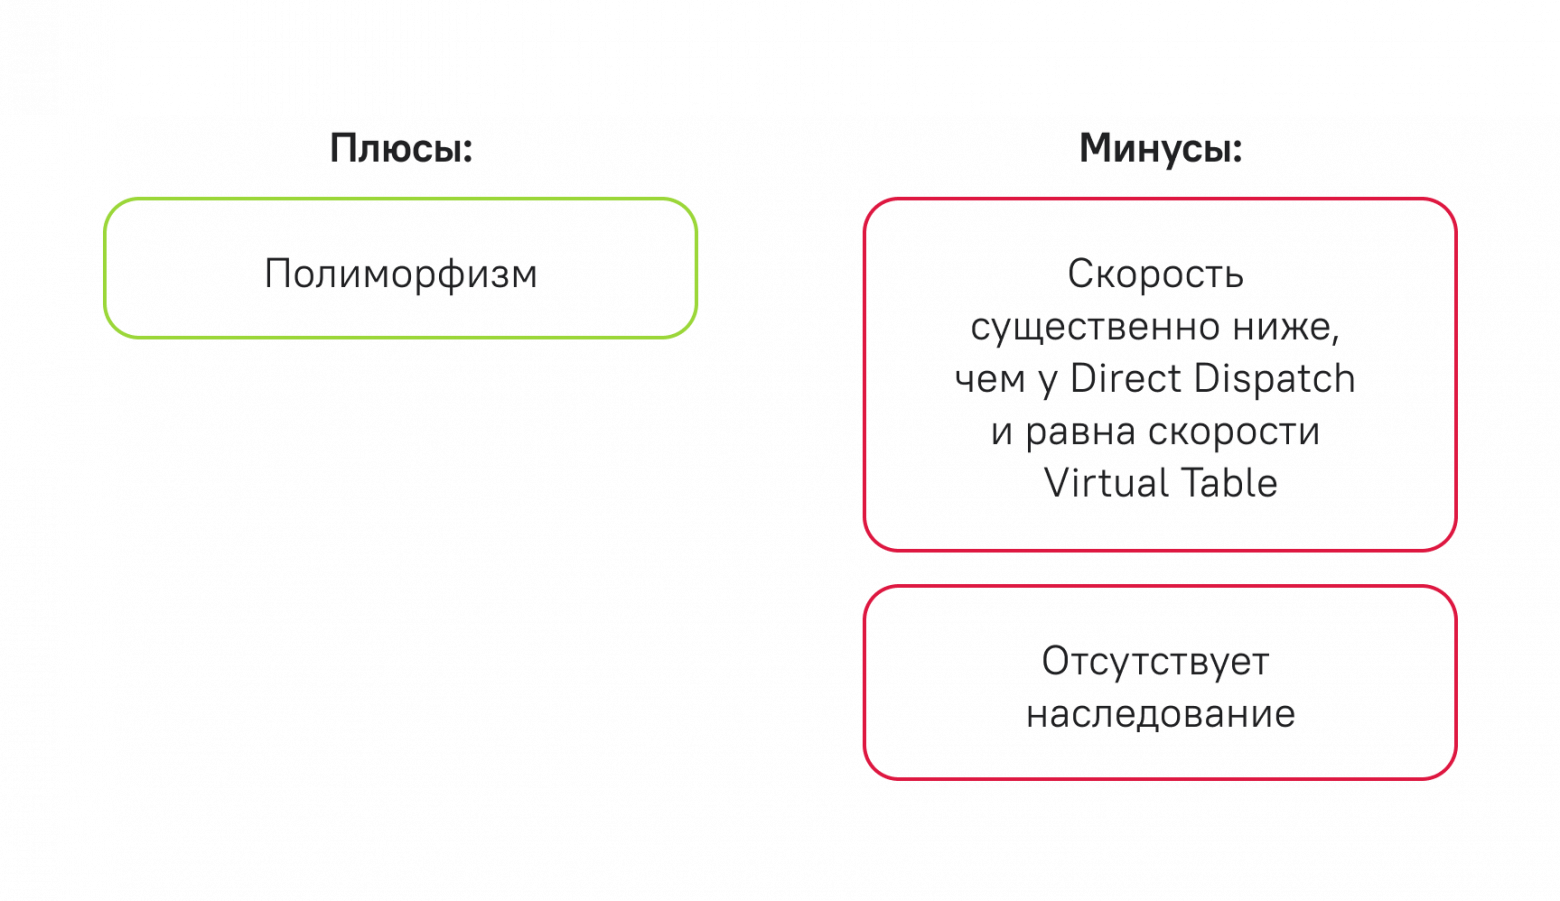 Плюсы:
Полиморфизм
Минусы:
Скорость
существенно ниже,
чем у Direct Dispatch
и равна скорости
Virtual Table
Отсутствует
наследование